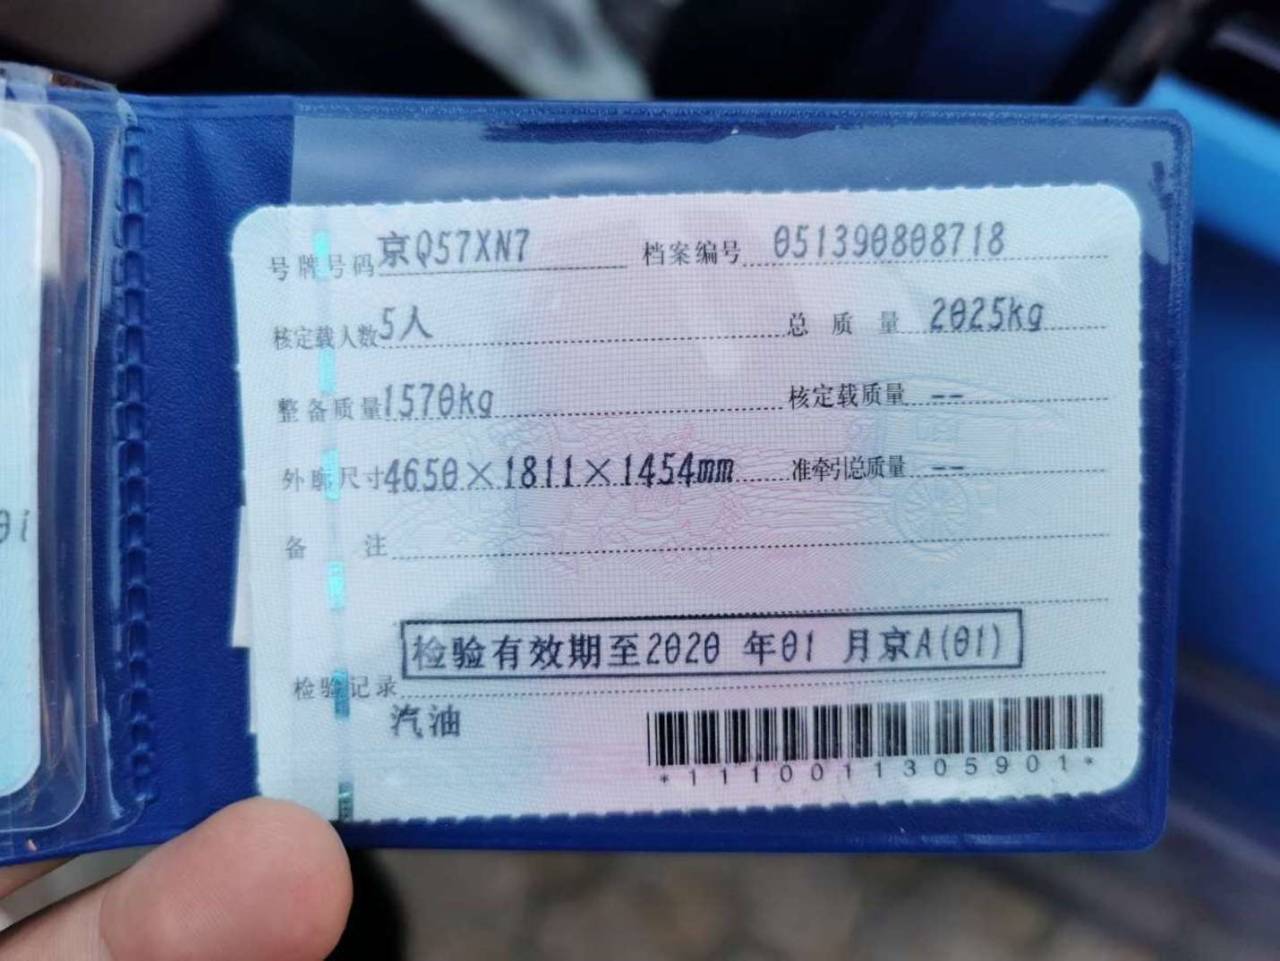 号牌号码 京Q57XN7 档案编号 051390808718
核定载人数 5人 总质量 2025kg
整备质量 1570kg 核定载质量 --
外廓尺寸 4650×1811×1454mm 准牵引总质量 --
备注
检验有效期至2020 年01 月京A(01)
检验记录
汽油
*1110011305901*